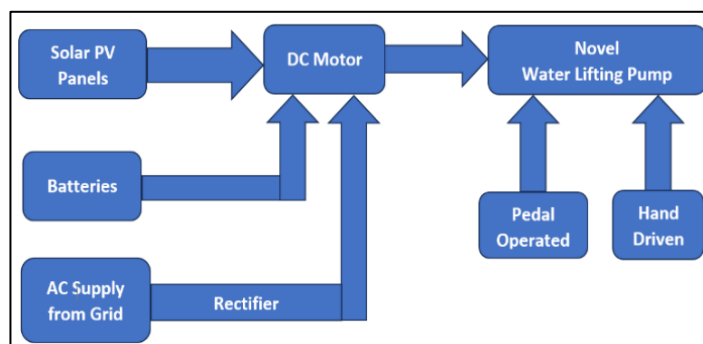 Solar PV
Panels
DC Motor
Novel
Water Lifting Pump
Batteries
Pedal
Operated
Hand
Driven
AC Supply
from Grid
Rectifier